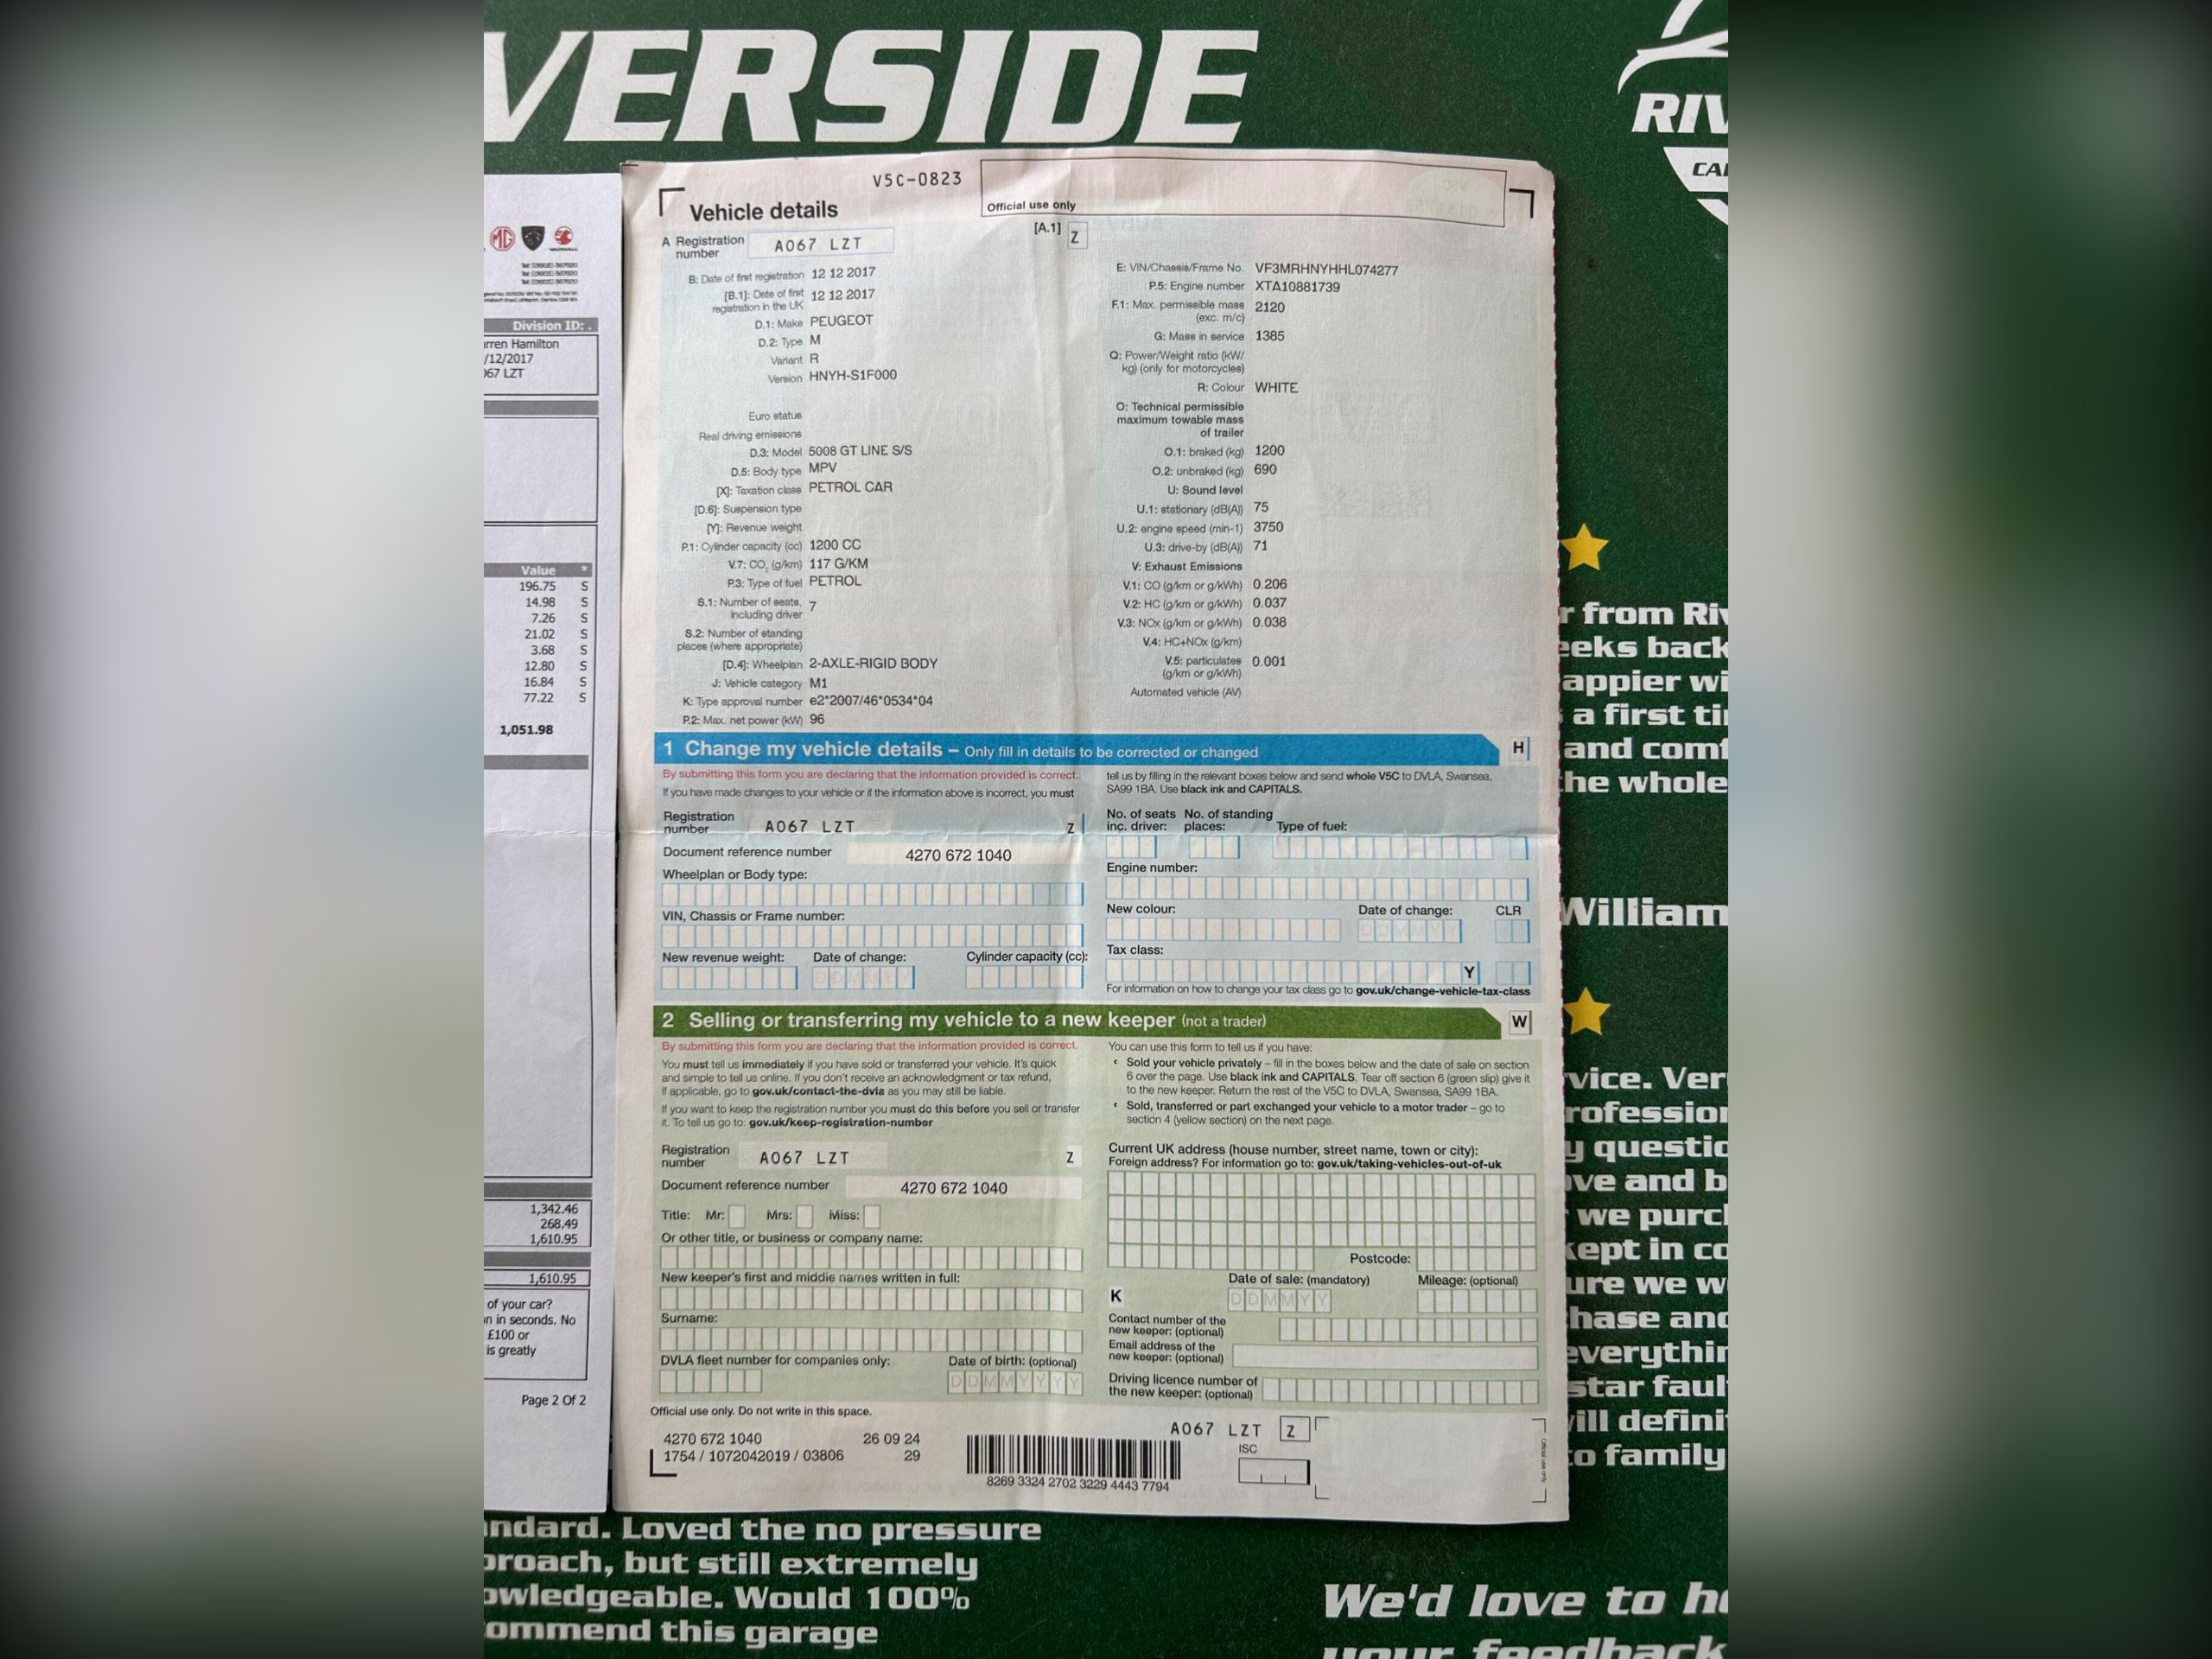 VERSIDE
RIV
CA
MG
Division ID: .
rren Hamilton
/12/2017
67 LZT
Value *
196.75 S
14.98 S
7.26 S
21.02 S
3.68 S
12.80 S
16.84 S
77.22 S
1,051.98
1,342.46
268.49
1,610.95
1,610.95
of your car?
n in seconds. No
£100 or
is greatly
Page 2 Of 2
V5C-0823
Official use only
Vehicle details
A Registration number AO67 LZT
[A.1] Z
B: Date of first registration 12 12 2017
[B.1]: Date of first registration in the UK 12 12 2017
D.1: Make PEUGEOT
D.2: Type M
Variant R
Version HNYH-S1F000
Euro status
Real driving emissions
D.3: Model 5008 GT LINE S/S
D.5: Body type MPV
[X]: Taxation class PETROL CAR
[D.6]: Suspension type
[Y]: Revenue weight
P.1: Cylinder capacity (cc) 1200 CC
V.7: CO2 (g/km) 117 G/KM
P.3: Type of fuel PETROL
S.1: Number of seats, including driver 7
S.2: Number of standing places (where appropriate)
[D.4]: Wheelplan 2-AXLE-RIGID BODY
J: Vehicle category M1
K: Type approval number e2*2007/46*0534*04
P.2: Max. net power (kW) 96
E: VIN/Chassis/Frame No. VF3MRHNYHHL074277
P.5: Engine number XTA10881739
F.1: Max. permissible mass (exc. m/c) 2120
G: Mass in service 1385
Q: Power/Weight ratio (kW/kg) (only for motorcycles)
R: Colour WHITE
O: Technical permissible maximum towable mass of trailer
O.1: braked (kg) 1200
O.2: unbraked (kg) 690
U: Sound level
U.1: stationary (dB(A)) 75
U.2: engine speed (min-1) 3750
U.3: drive-by (dB(A)) 71
V: Exhaust Emissions
V.1: CO (g/km or g/kWh) 0.206
V.2: HC (g/km or g/kWh) 0.037
V.3: NOx (g/km or g/kWh) 0.038
V.4: HC+NOx (g/km)
V.5: particulates (g/km or g/kWh) 0.001
Automated vehicle (AV)
1 Change my vehicle details – Only fill in details to be corrected or changed H
By submitting this form you are declaring that the information provided is correct.
If you have made changes to your vehicle or if the information above is incorrect, you must
tell us by filling in the relevant boxes below and send whole V5C to DVLA, Swansea,
SA99 1BA. Use black ink and CAPITALS.
Registration number AO67 LZT Z
Document reference number 4270 672 1040
Wheelplan or Body type:
VIN, Chassis or Frame number:
New revenue weight: Date of change: Cylinder capacity (cc):
DDMMYY
No. of seats inc. driver: No. of standing places: Type of fuel:
Engine number:
New colour: Date of change: CLR
DDMMYY
Tax class:
Y
For information on how to change your tax class go to gov.uk/change-vehicle-tax-class
2 Selling or transferring my vehicle to a new keeper (not a trader) W
By submitting this form you are declaring that the information provided is correct.
You must tell us immediately if you have sold or transferred your vehicle. It's quick
and simple to tell us online. If you don't receive an acknowledgment or tax refund,
if applicable, go to gov.uk/contact-the-dvla as you may still be liable.
If you want to keep the registration number you must do this before you sell or transfer
it. To tell us go to: gov.uk/keep-registration-number
You can use this form to tell us if you have:
Sold your vehicle privately – fill in the boxes below and the date of sale on section
6 over the page. Use black ink and CAPITALS. Tear off section 6 (green slip) give it
to the new keeper. Return the rest of the V5C to DVLA, Swansea, SA99 1BA.
Sold, transferred or part exchanged your vehicle to a motor trader – go to
section 4 (yellow section) on the next page.
Registration number AO67 LZT Z
Document reference number 4270 672 1040
Title: Mr: Mrs: Miss:
Or other title, or business or company name:
New keeper's first and middle names written in full:
Surname:
DVLA fleet number for companies only: Date of birth: (optional)
DDMMYYYY
Current UK address (house number, street name, town or city):
Foreign address? For information go to: gov.uk/taking-vehicles-out-of-uk
Postcode:
Date of sale: (mandatory) Mileage: (optional)
K DDMMYY
Contact number of the new keeper: (optional)
Email address of the new keeper: (optional)
Driving licence number of the new keeper: (optional)
Official use only. Do not write in this space.
4270 672 1040 26 09 24
1754 / 1072042019 / 03806 29
8269 3324 2702 3229 4443 7794
AO67 LZT Z
ISC
Official use only
r from Riv
eeks back
appier wi
a first ti
and com
he whole
William
vice. Ver
rofession
y questio
ve and b
we purc
kept in co
ure we w
hase and
everythin
star faul
vill defini
to family
ndard. Loved the no pressure
proach, but still extremely
owledgeable. Would 100%
ommend this garage
We'd love to h
your feedback